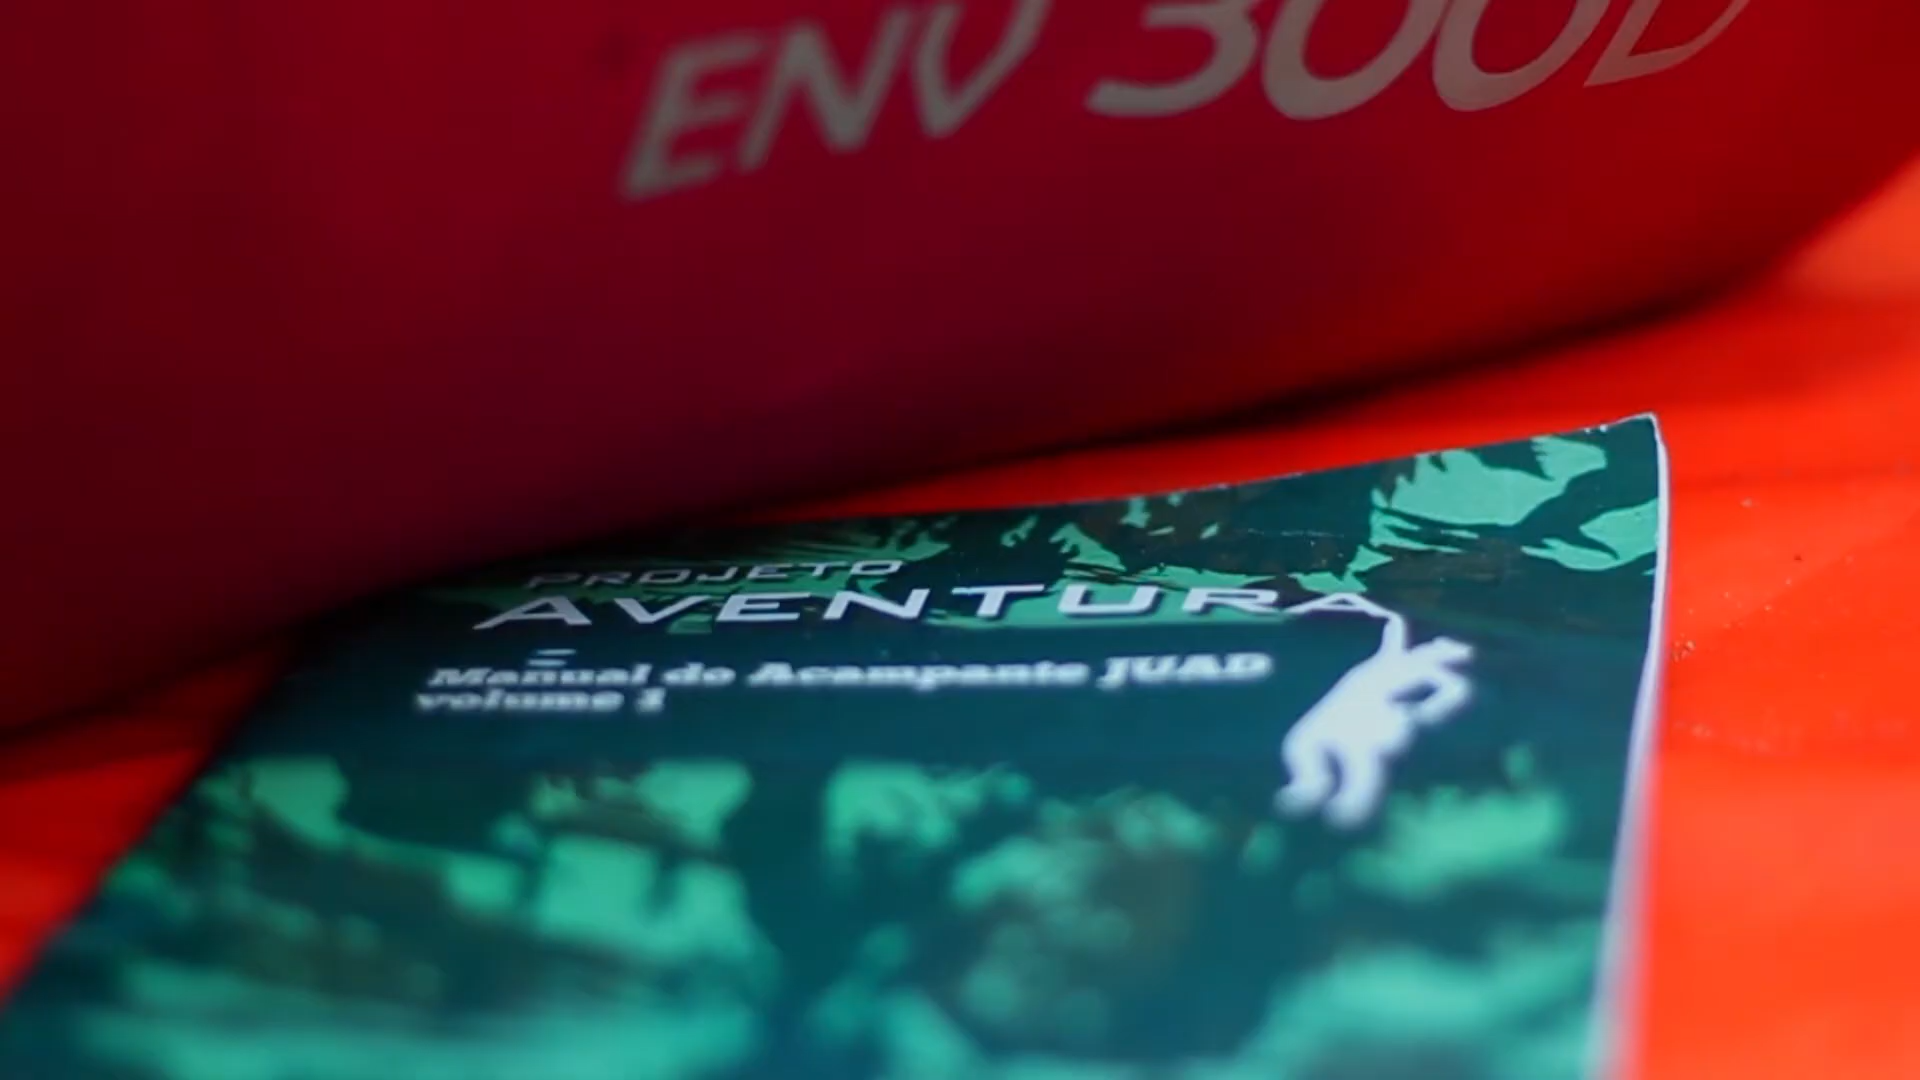 ENV 300D
PROJETO
AVENTURA
Manual do Acampante JUAD
volume 1